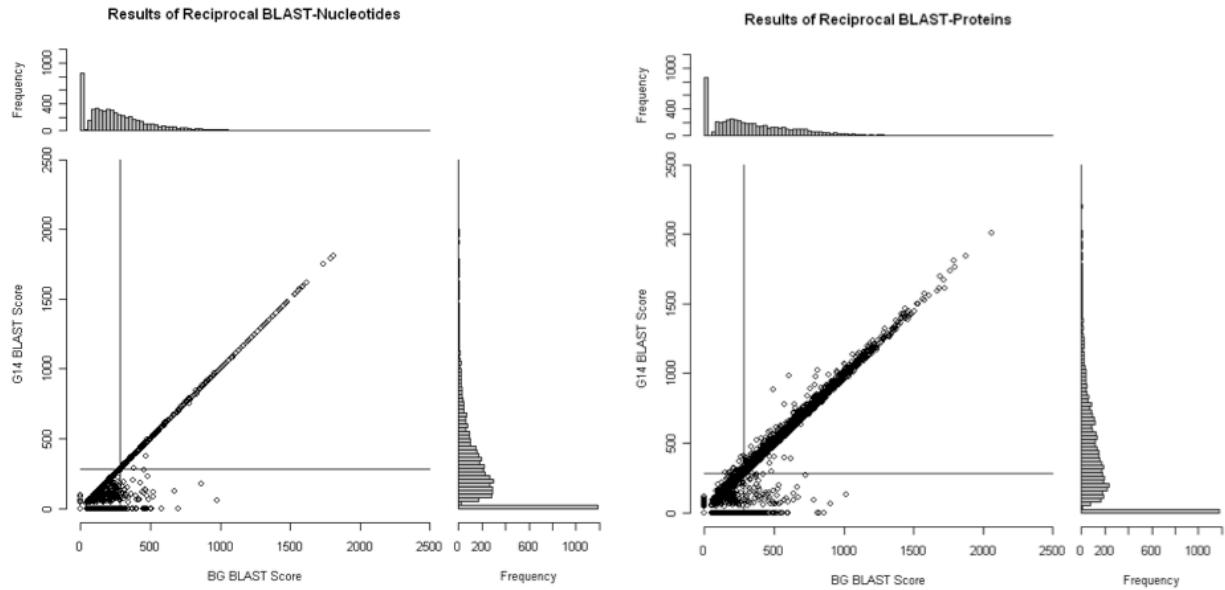 Results of Reciprocal BLAST-Nucleotides
Frequency
0 400 1000
G14 BLAST Score
0 500 1000 1500 2000 2500
0 500 1000 1500 2000 2500
BG BLAST Score
0 200 600 1000
Frequency
Results of Reciprocal BLAST-Proteins
Frequency
0 400 1000
G14 BLAST Score
0 500 1000 1500 2000 2500
0 500 1000 1500 2000 2500
BG BLAST Score
0 200 600 1000
Frequency